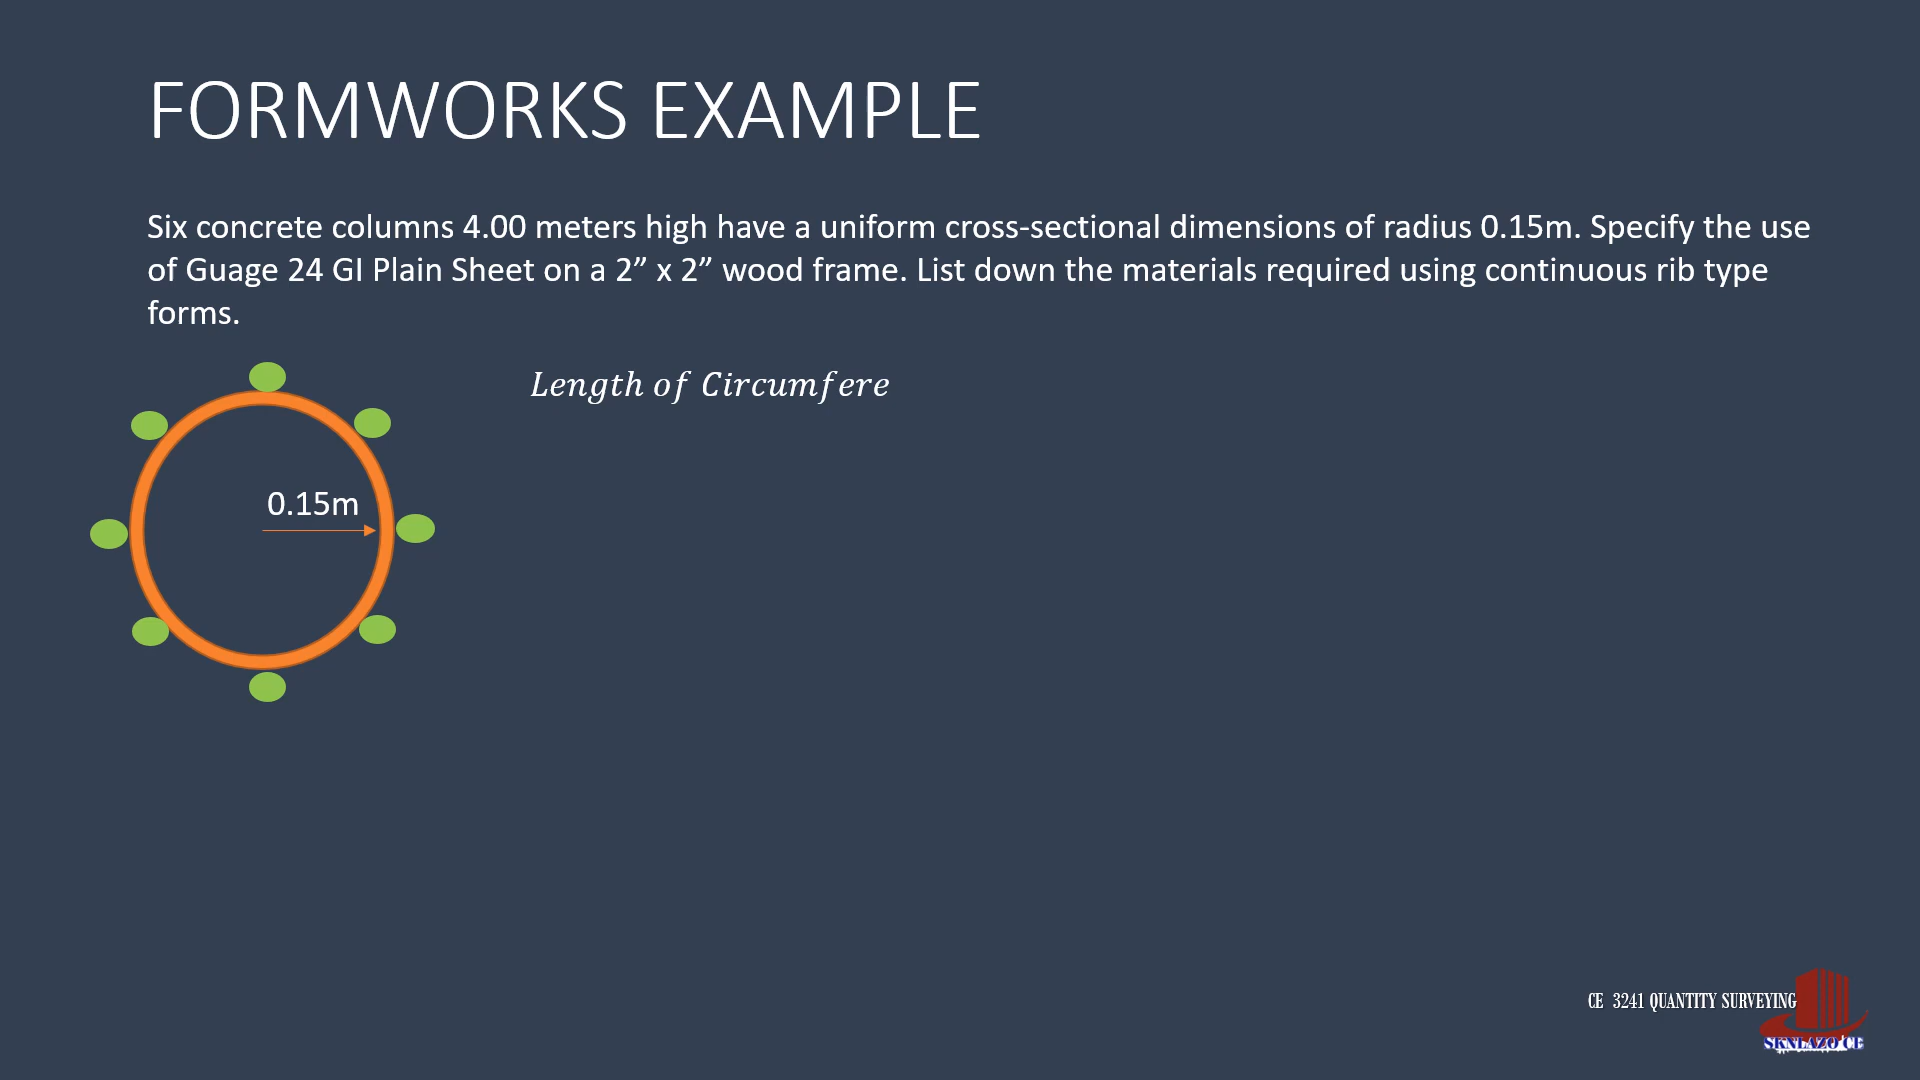 FORMWORKS EXAMPLE
Six concrete columns 4.00 meters high have a uniform cross-sectional dimensions of radius 0.15m. Specify the use
of Guage 24 GI Plain Sheet on a 2” x 2” wood frame. List down the materials required using continuous rib type
forms.
Length of Circumfere
0.15m
CE 3241 QUANTITY SURVEYING
SKNLAZO CE